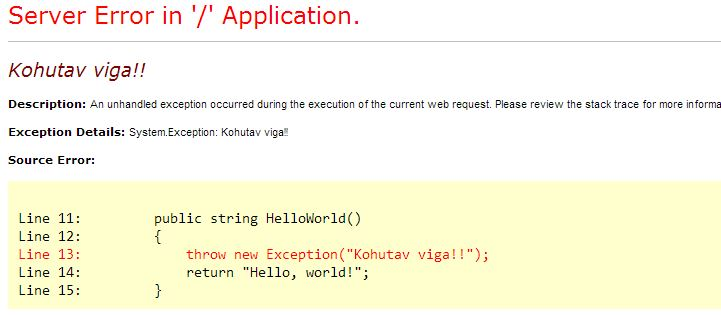 Server Error in '/' Application.
Kohutav viga!!
Description: An unhandled exception occurred during the execution of the current web request. Please review the stack trace for more
Exception Details: System.Exception: Kohutav viga!!
Source Error:
Line 11: public string HelloWorld()
Line 12: {
Line 13: throw new Exception("Kohutav viga!!");
Line 14: return "Hello, world!";
Line 15: }